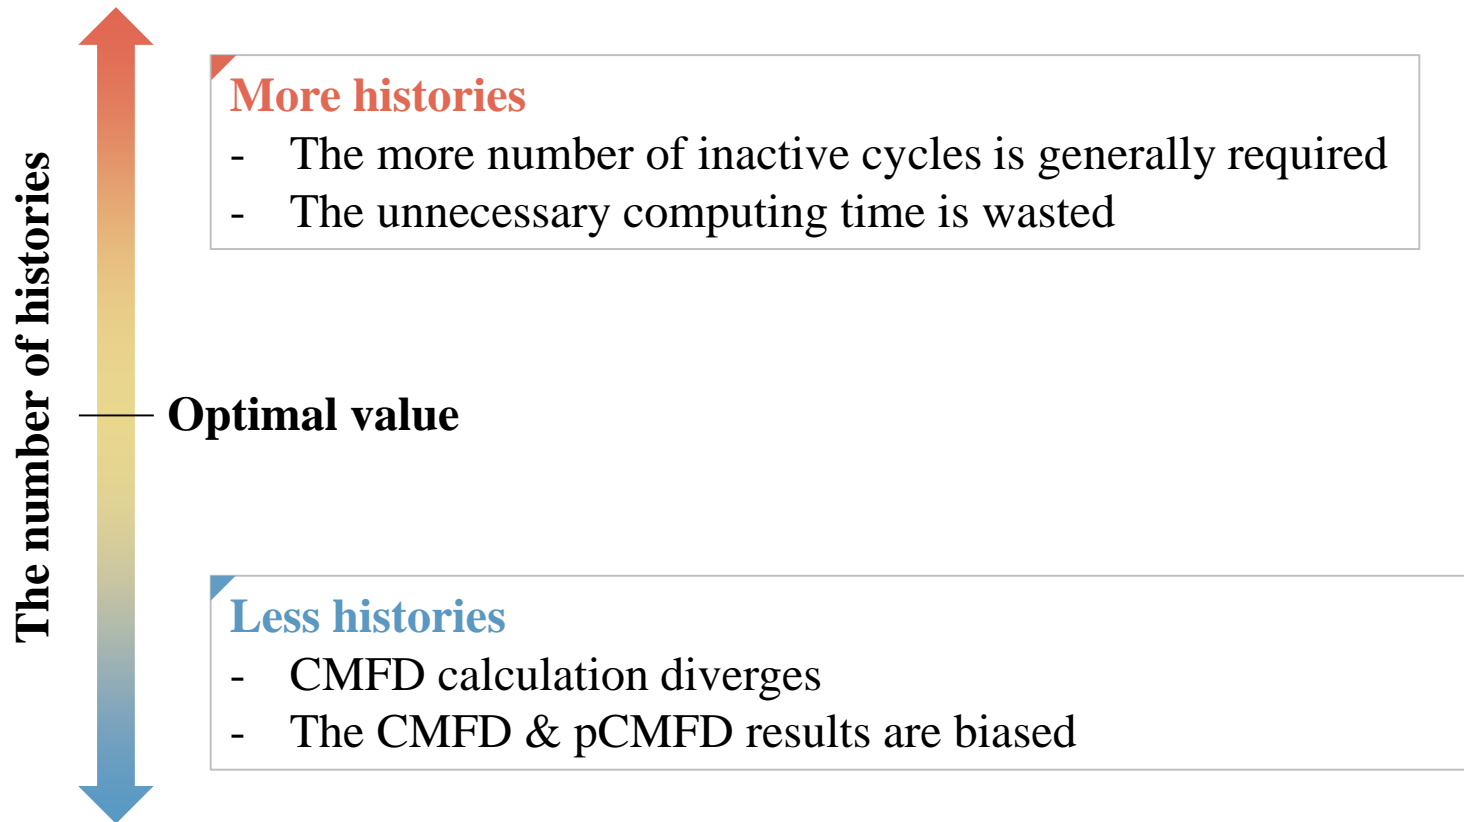 The number of histories
More histories
- The more number of inactive cycles is generally required
- The unnecessary computing time is wasted
Optimal value
Less histories
- CMFD calculation diverges
- The CMFD & pCMFD results are biased